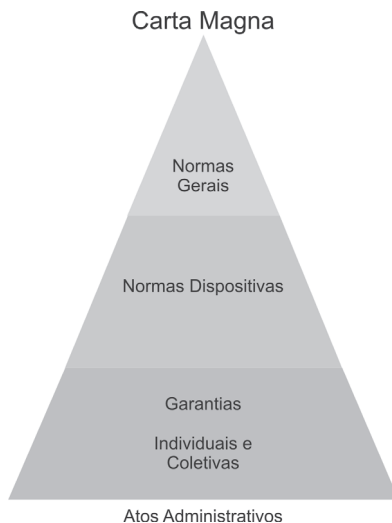 Carta Magna
Normas
Gerais
Normas Dispositivas
Garantias
Individuais e
Coletivas
Atos Administrativos